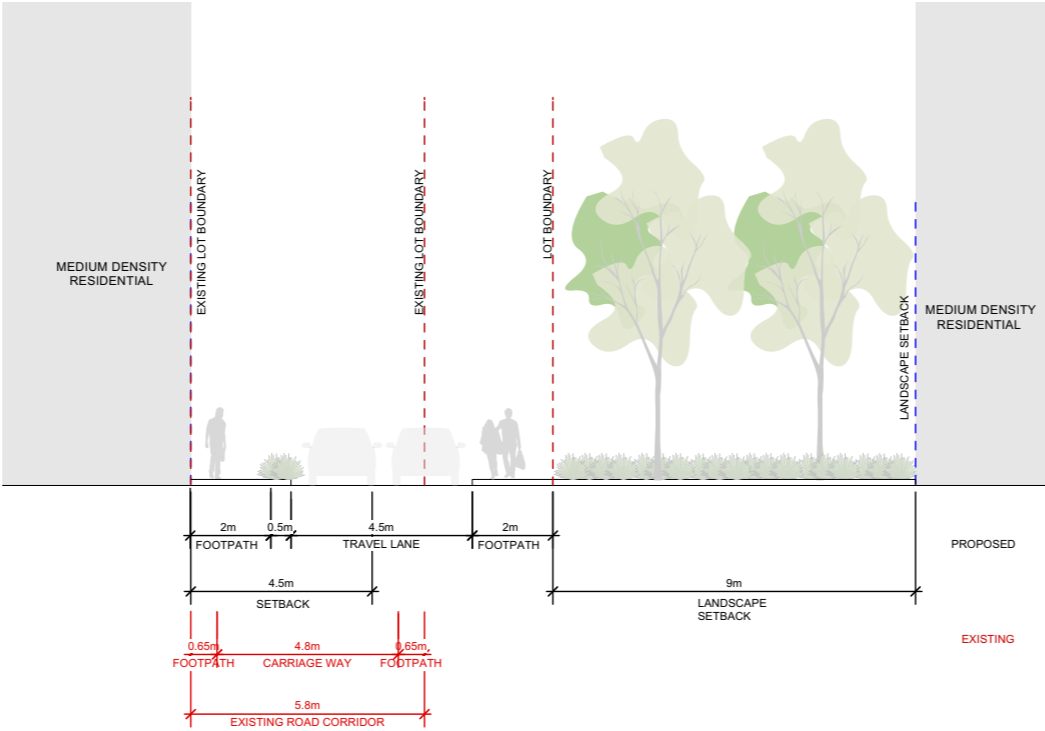 EXISTING LOT BOUNDARY
EXISTING LOT BOUNDARY
LOT BOUNDARY
MEDIUM DENSITY
RESIDENTIAL
LANDSCAPE SETBACK
MEDIUM DENSITY
RESIDENTIAL
2m
0.5m
4.5m
2m
FOOTPATH
TRAVEL LANE
FOOTPATH
PROPOSED
4.5m
9m
SETBACK
LANDSCAPE
SETBACK
0.65m
4.8m
0.65m
EXISTING
FOOTPATH
CARRIAGE WAY
FOOTPATH
5.8m
EXISTING ROAD CORRIDOR